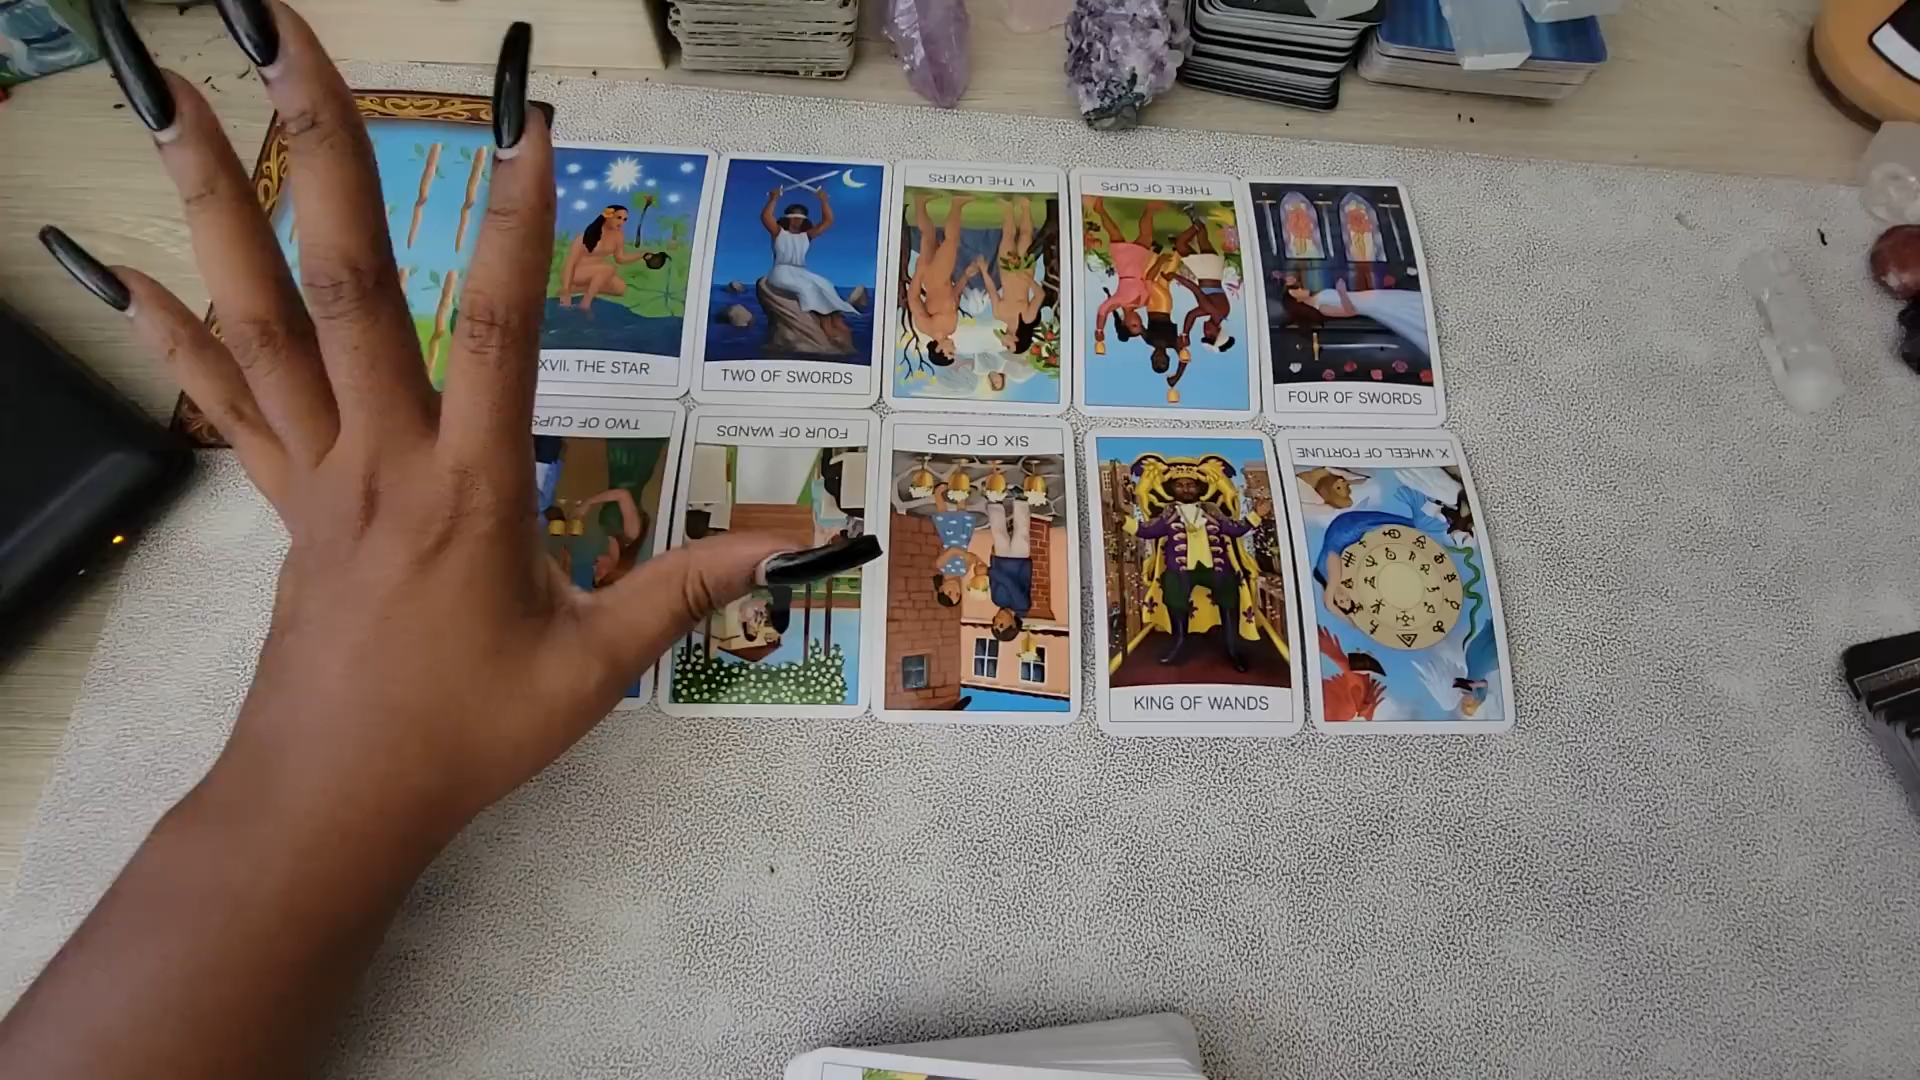 VI. THE LOVERS
THREE OF CUPS
XVII. THE STAR
TWO OF SWORDS
FOUR OF SWORDS
TWO OF CUPS
FOUR OF WANDS
SIX OF CUPS
X. WHEEL OF FORTUNE
KING OF WANDS